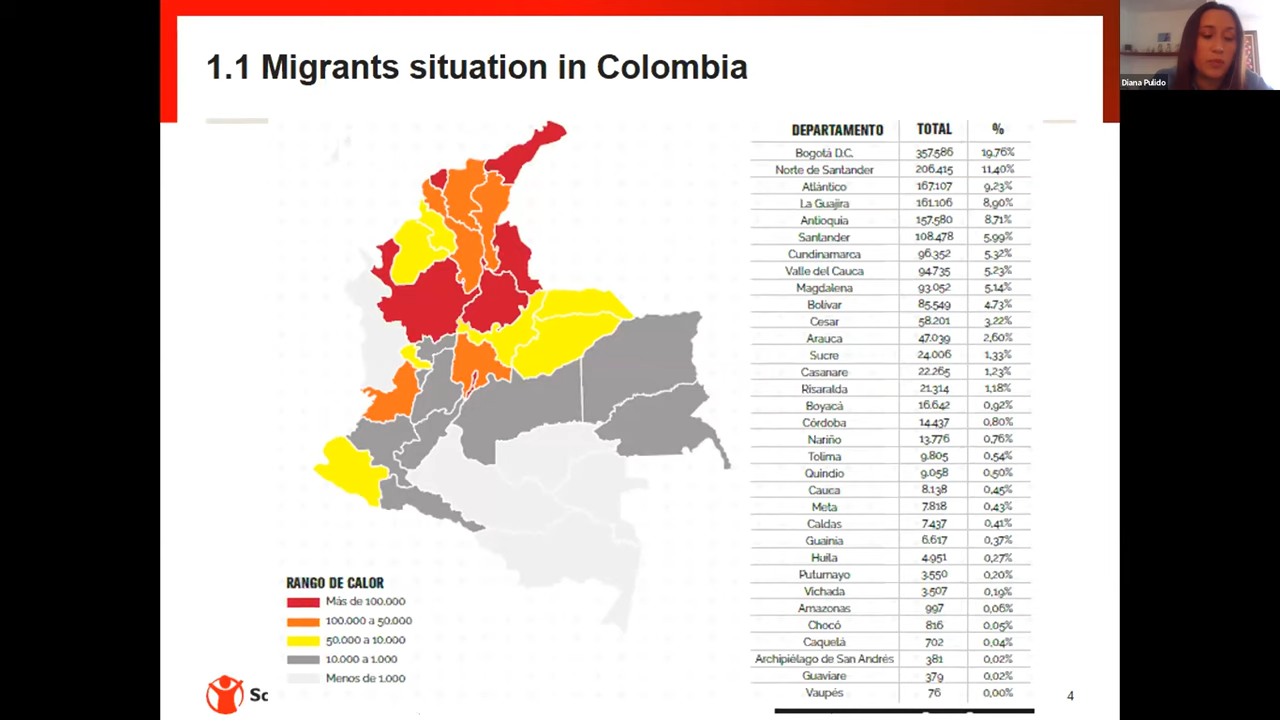 1.1 Migrants situation in Colombia
Diana Pulido
DEPARTAMENTO TOTAL %
Bogotá D.C. 357.586 19,76%
Norte de Santander 206.415 11,40%
Atlántico 167.107 9,23%
La Guajira 161.106 8,90%
Antioquia 157.580 8,71%
Santander 108.478 5,99%
Cundinamarca 96.352 5,32%
Valle del Cauca 94.735 5,23%
Magdalena 93.052 5,14%
Bolívar 85.549 4,73%
Cesar 58.201 3,22%
Arauca 47.039 2,60%
Sucre 24.006 1,33%
Casanare 22.265 1,23%
Risaralda 21.314 1,18%
Boyacá 16.642 0,92%
Córdoba 14.437 0,80%
Nariño 13.776 0,76%
Tolima 9.805 0,54%
Quindio 9.058 0,50%
Cauca 8.138 0,45%
Meta 7.818 0,43%
Caldas 7.437 0,41%
Guainia 6.617 0,37%
Huila 4.951 0,27%
Putumayo 3.550 0,20%
Vichada 3.507 0,19%
Amazonas 997 0,06%
Chocó 816 0,05%
Caquetá 702 0,04%
Archipiélago de San Andrés 381 0,02%
Guaviare 379 0,02%
Vaupés 76 0,00%
RANGO DE CALOR
Más de 100.000
100.000 a 50.000
50.000 a 10.000
10.000 a 1.000
Menos de 1.000
4